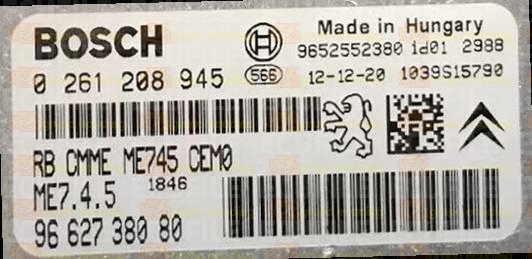 BOSCH
Made in Hungary
9652552380 1d01 2988
0 261 208 945
566
12-12-20 1039S15790
RB CMME ME745 CEM0
ME7.4.5
1846
96 627 380 80